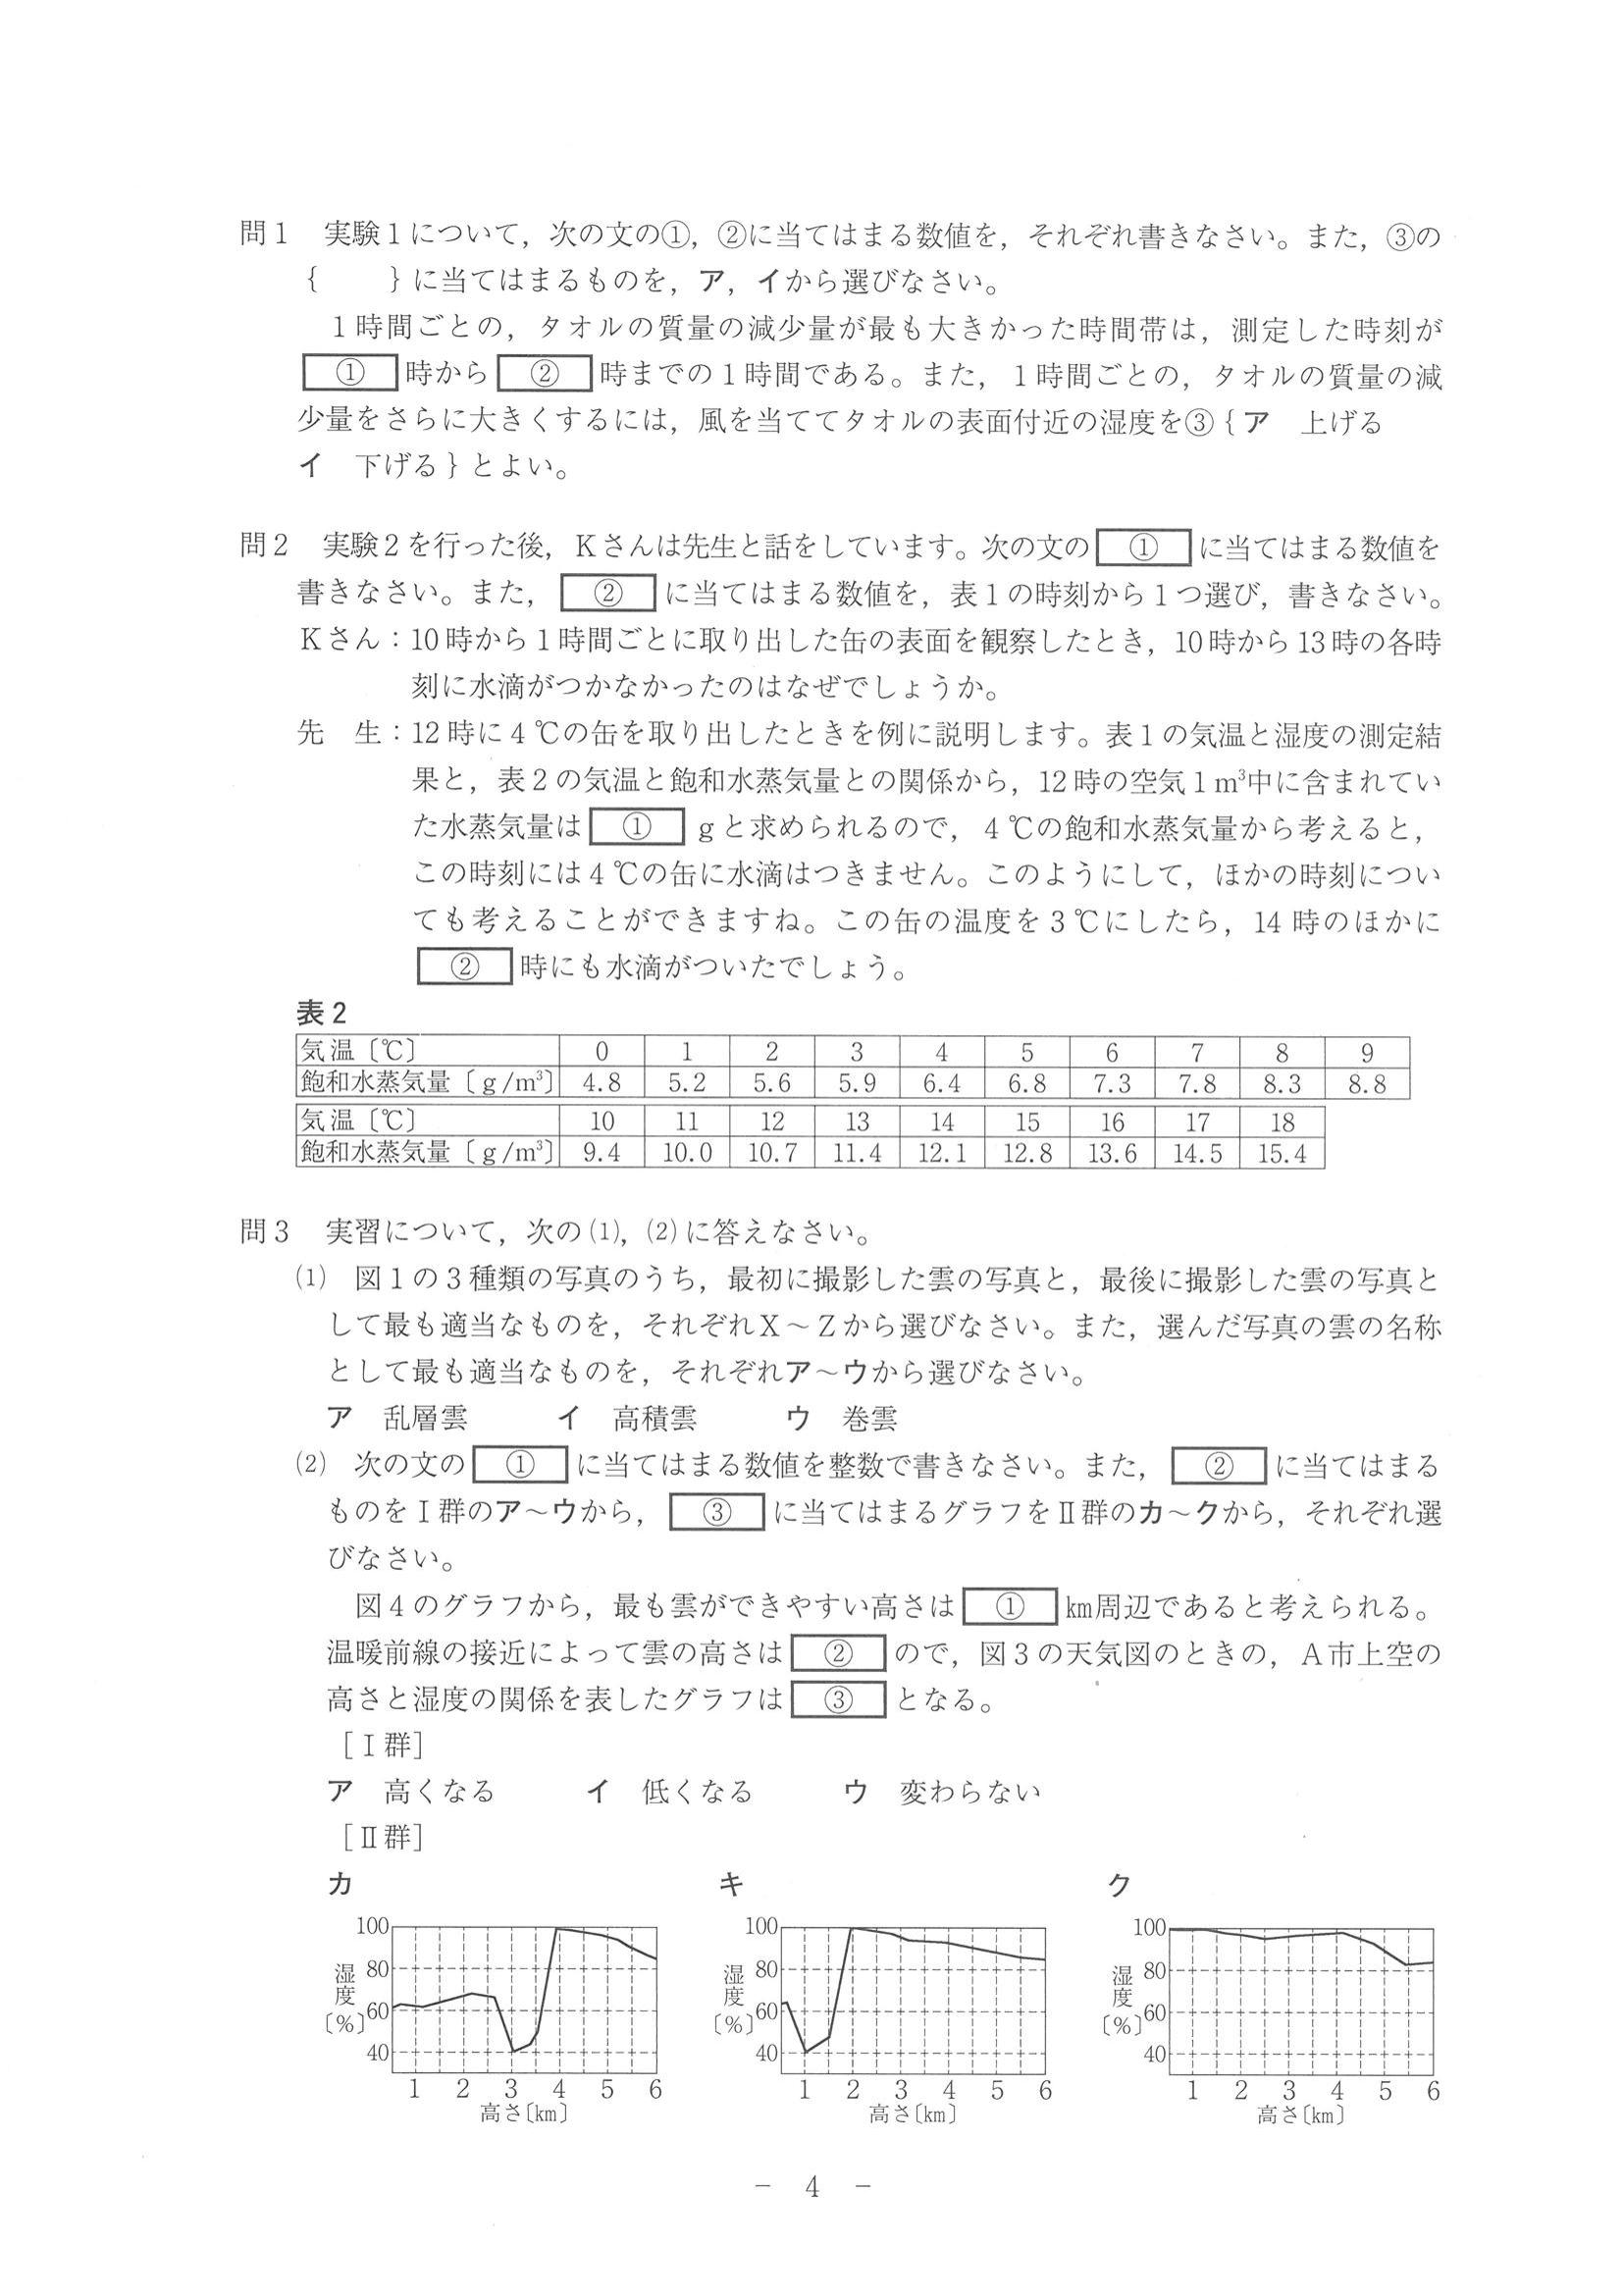 問1　実験1について，次の文の①，②に当てはまる数値を，それぞれ書きなさい。また，③の
{　　}に当てはまるものを，ア，イから選びなさい。
1時間ごとの，タオルの質量の減少量が最も大きかった時間帯は，測定した時刻が
①時から②時までの1時間である。また，1時間ごとの，タオルの質量の減
少量をさらに大きくするには，風を当ててタオルの表面付近の湿度を③{ア　上げる
イ　下げる}とよい。
問2　実験2を行った後，Kさんは先生と話をしています。次の文の①に当てはまる数値を
書きなさい。また，②に当てはまる数値を，表1の時刻から1つ選び，書きなさい。
Kさん：10時から1時間ごとに取り出した缶の表面を観察したとき，10時から13時の各時
刻に水滴がつかなかったのはなぜでしょうか。
先　生：12時に4℃の缶を取り出したときを例に説明します。表1の気温と湿度の測定結
果と，表2の気温と飽和水蒸気量との関係から，12時の空気1m³中に含まれてい
た水蒸気量は①gと求められるので，4℃の飽和水蒸気量から考えると，
この時刻には4℃の缶に水滴はつきません。このようにして，ほかの時刻につい
ても考えることができますね。この缶の温度を3℃にしたら，14時のほかに
②時にも水滴がついたでしょう。
表2
気温〔℃〕 0 1 2 3 4 5 6 7 8 9
飽和水蒸気量〔g/m³〕 4.8 5.2 5.6 5.9 6.4 6.8 7.3 7.8 8.3 8.8
気温〔℃〕 10 11 12 13 14 15 16 17 18
飽和水蒸気量〔g/m³〕 9.4 10.0 10.7 11.4 12.1 12.8 13.6 14.5 15.4
問3　実習について，次の(1)，(2)に答えなさい。
(1)　図1の3種類の写真のうち，最初に撮影した雲の写真と，最後に撮影した雲の写真と
して最も適当なものを，それぞれX～Zから選びなさい。また，選んだ写真の雲の名称
として最も適当なものを，それぞれア～ウから選びなさい。
ア　乱層雲　　イ　高積雲　　ウ　巻雲
(2)　次の文の①に当てはまる数値を整数で書きなさい。また，②に当てはまる
ものをⅠ群のア～ウから，③に当てはまるグラフをⅡ群のカ～クから，それぞれ選
びなさい。
図4のグラフから，最も雲ができやすい高さは①km周辺であると考えられる。
温暖前線の接近によって雲の高さは②ので，図3の天気図のときの，A市上空の
高さと湿度の関係を表したグラフは③となる。
［Ⅰ群］
ア　高くなる　　イ　低くなる　　ウ　変わらない
［Ⅱ群］
カ
100
80
60
40
湿度〔%〕
1 2 3 4 5 6
高さ〔km〕
キ
100
80
60
40
湿度〔%〕
1 2 3 4 5 6
高さ〔km〕
ク
100
80
60
40
湿度〔%〕
1 2 3 4 5 6
高さ〔km〕
－　4　－